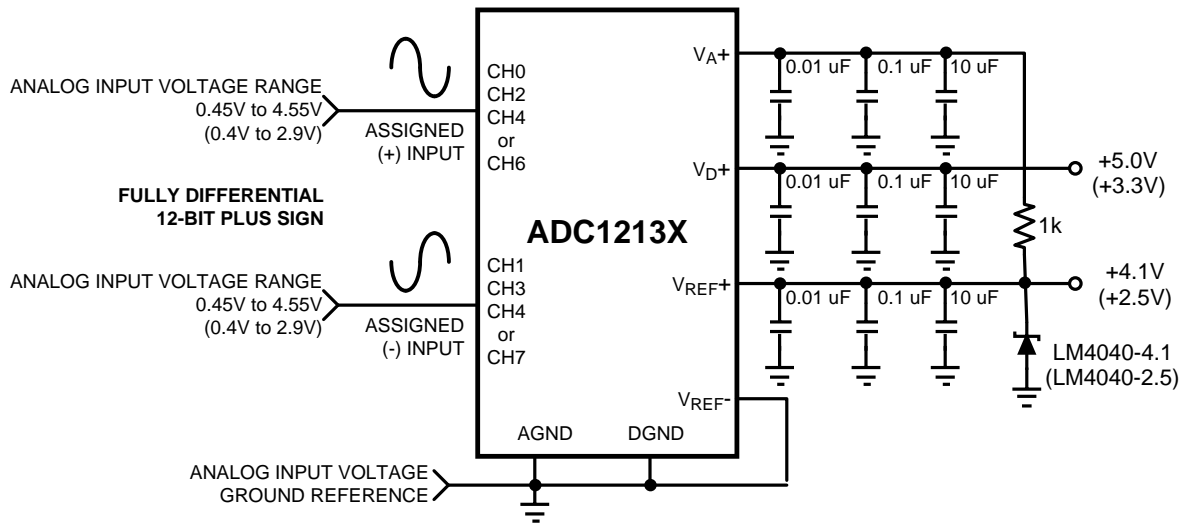 ANALOG INPUT VOLTAGE RANGE
0.45V to 4.55V
(0.4V to 2.9V)
ASSIGNED
(+) INPUT
FULLY DIFFERENTIAL
12-BIT PLUS SIGN
ANALOG INPUT VOLTAGE RANGE
0.45V to 4.55V
(0.4V to 2.9V)
ASSIGNED
(-) INPUT
CH0
CH2
CH4
or
CH6
CH1
CH3
CH4
or
CH7
ADC1213X
VA+
0.01 uF
0.1 uF
10 uF
VD+
0.01 uF
0.1 uF
10 uF
+5.0V
(+3.3V)
1k
VREF+
0.01 uF
0.1 uF
10 uF
+4.1V
(+2.5V)
LM4040-4.1
(LM4040-2.5)
VREF-
AGND
DGND
ANALOG INPUT VOLTAGE
GROUND REFERENCE